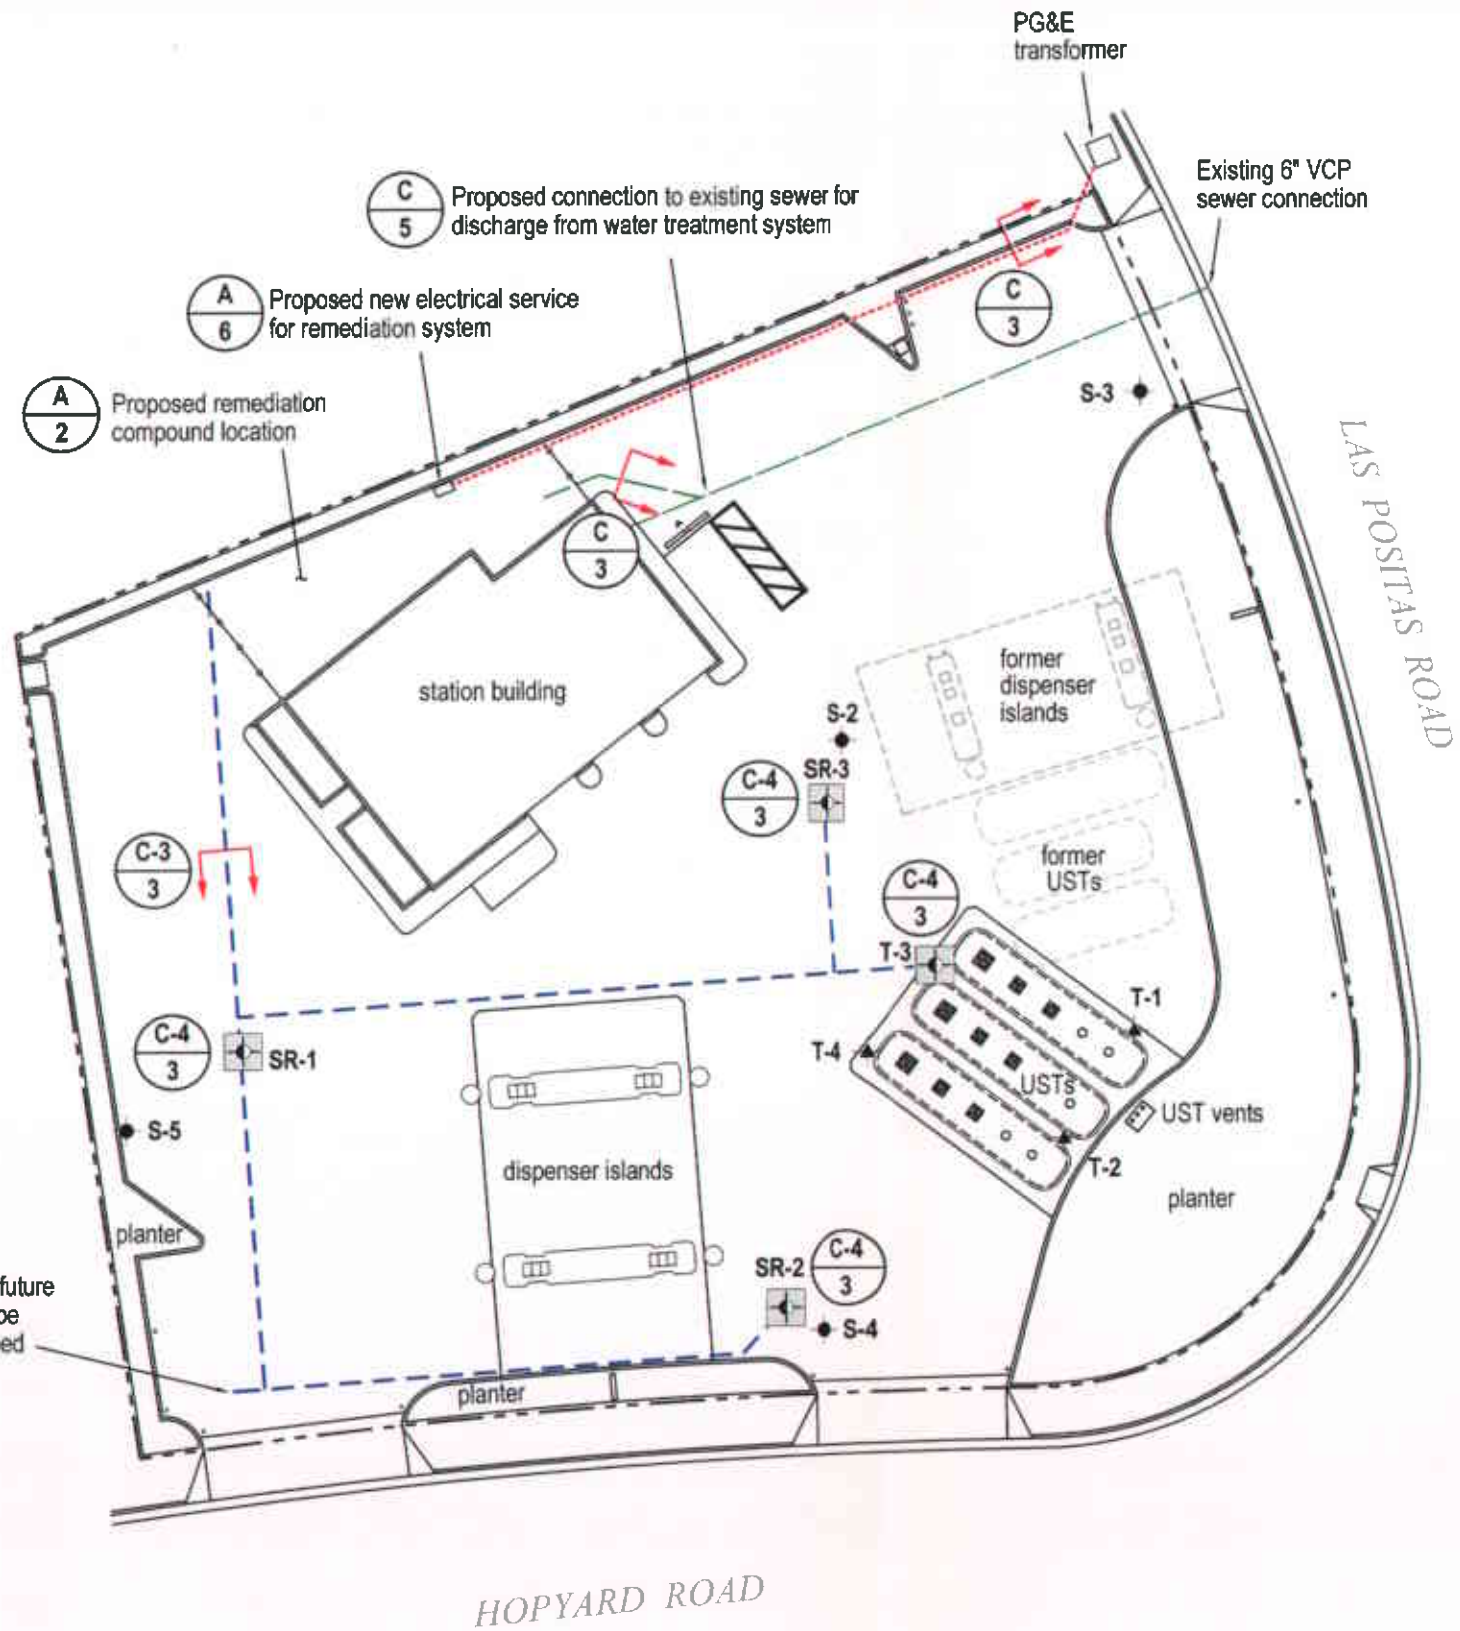 PG&E
transformer
Existing 6" VCP
sewer connection
C
5
Proposed connection to existing sewer for
discharge from water treatment system
A
6
Proposed new electrical service
for remediation system
A
2
Proposed remediation
compound location
C
3
S-3
LAS POSITAS ROAD
C
3
station building
former
dispenser
islands
S-2
C-4
3
SR-3
former
USTs
C-3
3
C-4
3
T-3
T-1
C-4
3
SR-1
T-4
USTs
UST vents
S-5
T-2
dispenser islands
planter
planter
SR-2
C-4
3
S-4
future
planter
HOPYARD ROAD